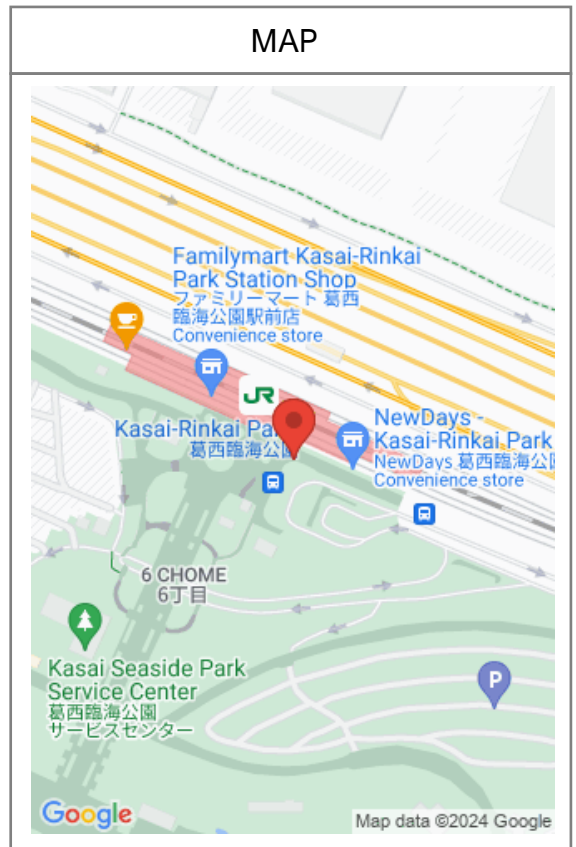 MAP
Familymart Kasai-Rinkai
Park Station Shop
ファミリーマート 葛西
臨海公園駅前店
Convenience store
JR
Kasai-Rinkai
葛西臨海公
NewDays -
Kasai-Rinkai Park
NewDays 葛西臨海公
Convenience store
6 CHOME
6丁目
Kasai Seaside Park
Service Center
葛西臨海公園
サービスセンター
P
Google
Map data ©2024 Google